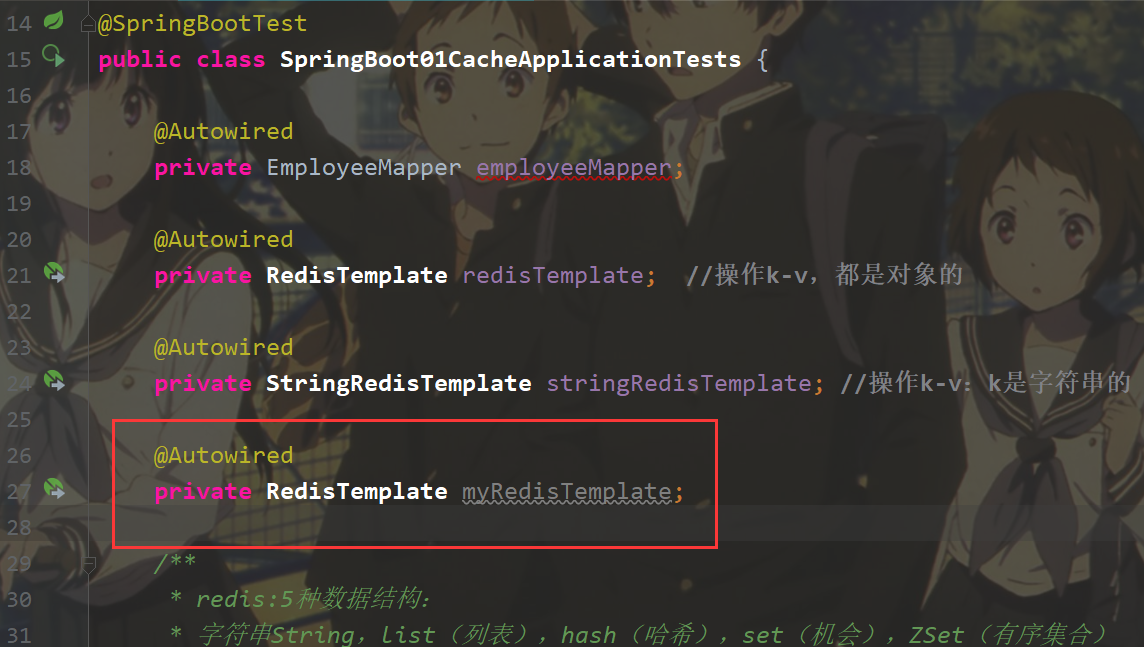 14 @SpringBootTest
15 public class SpringBoot01CacheApplicationTests {
16
17 @Autowired
18 private EmployeeMapper employeeMapper;
19
20 @Autowired
21 private RedisTemplate redisTemplate; //操作k-v，都是对象的
22
23 @Autowired
24 private StringRedisTemplate stringRedisTemplate; //操作k-v：k是字符串的
25
26 @Autowired
27 private RedisTemplate myRedisTemplate;
28
29 /**
30 * redis:5种数据结构：
31 * 字符串String，list（列表），hash（哈希），set（机会），ZSet（有序集合）